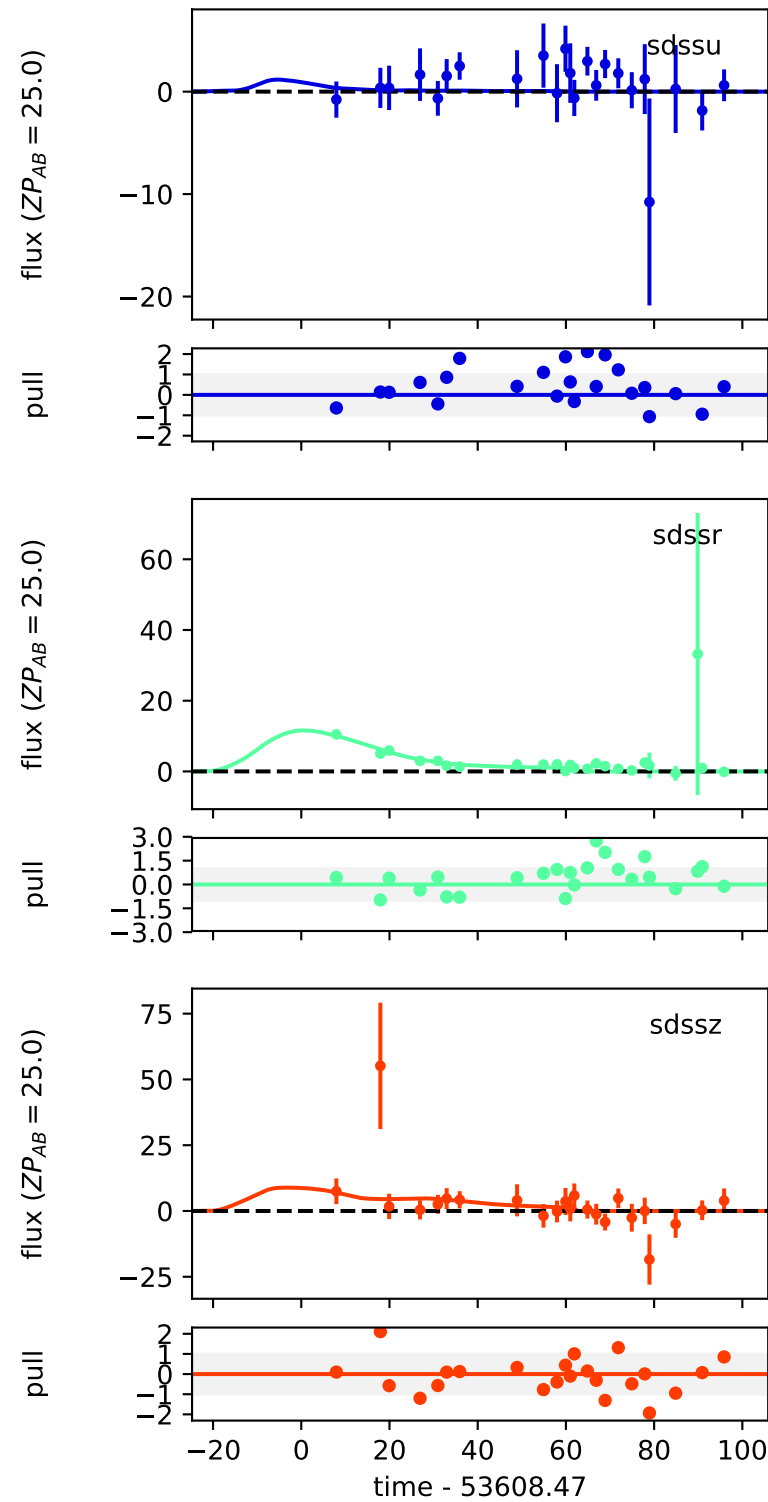 sdssu
flux (ZP_AB = 25.0)
0
−10
−20
pull
2
1
0
−1
−2
sdssr
flux (ZP_AB = 25.0)
60
40
20
0
pull
3.0
1.5
0.0
−1.5
−3.0
sdssz
flux (ZP_AB = 25.0)
75
50
25
0
−25
pull
2
1
0
−1
−2
−20 0 20 40 60 80 100
time - 53608.47